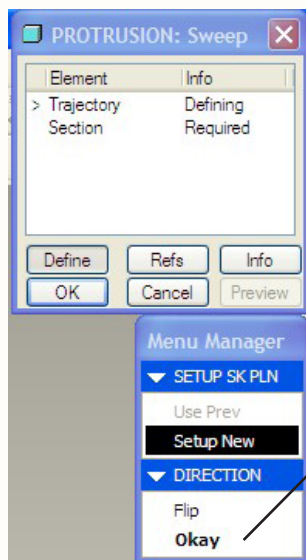 PROTRUSION: Sweep
Element Info
> Trajectory Defining
Section Required
Define Refs Info
OK Cancel Preview
Menu Manager
SETUP SK PLN
Use Prev
Setup New
DIRECTION
Flip
Okay